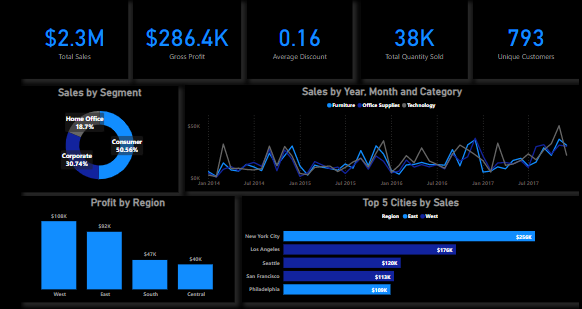 $2.3M
Total Sales
$286.4K
Gross Profit
0.16
Average Discount
38K
Total Quantity Sold
793
Unique Customers
Sales by Segment
Home Office
18.7%
Consumer
50.56%
Corporate
30.74%
Sales by Year, Month and Category
Furniture Office Supplies Technology
$50K
$0K
Jan 2014 Jul 2014 Jan 2015 Jul 2015 Jan 2016 Jul 2016 Jan 2017 Jul 2017
Profit by Region
$108K
$92K
$47K
$40K
West East South Central
Top 5 Cities by Sales
Region East West
New York City $256K
Los Angeles $176K
Seattle $120K
San Francisco $113K
Philadelphia $109K